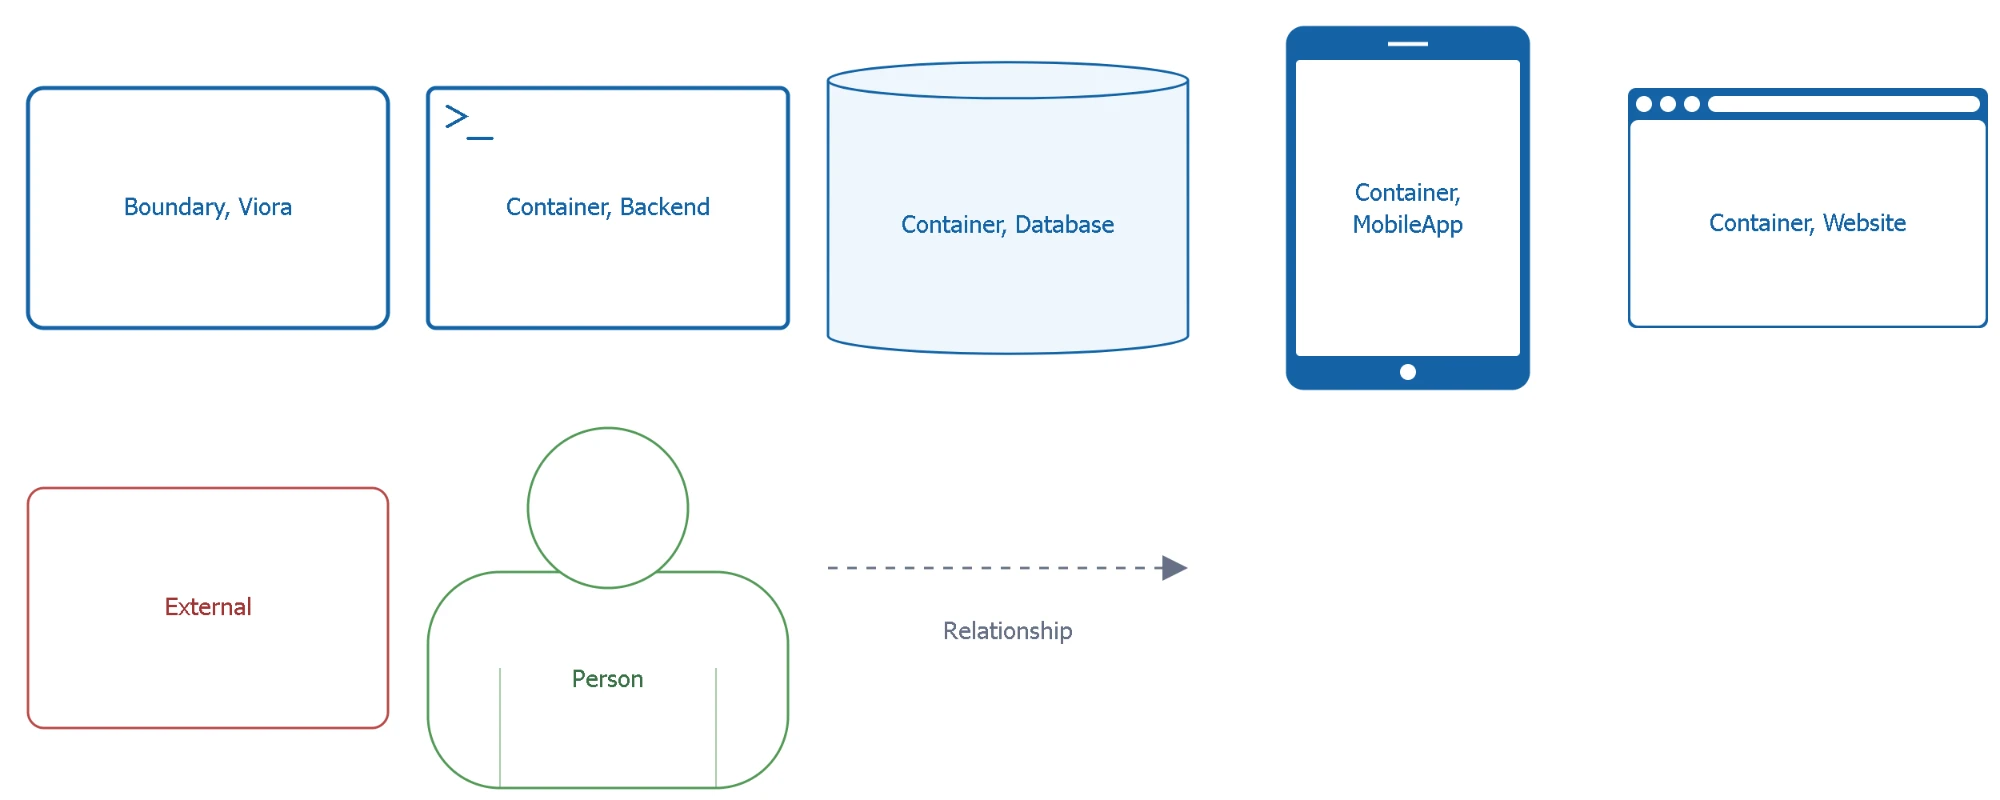 Boundary, Viora
>_
Container, Backend
Container, Database
Container,
MobileApp
Container, Website
External
Person
Relationship